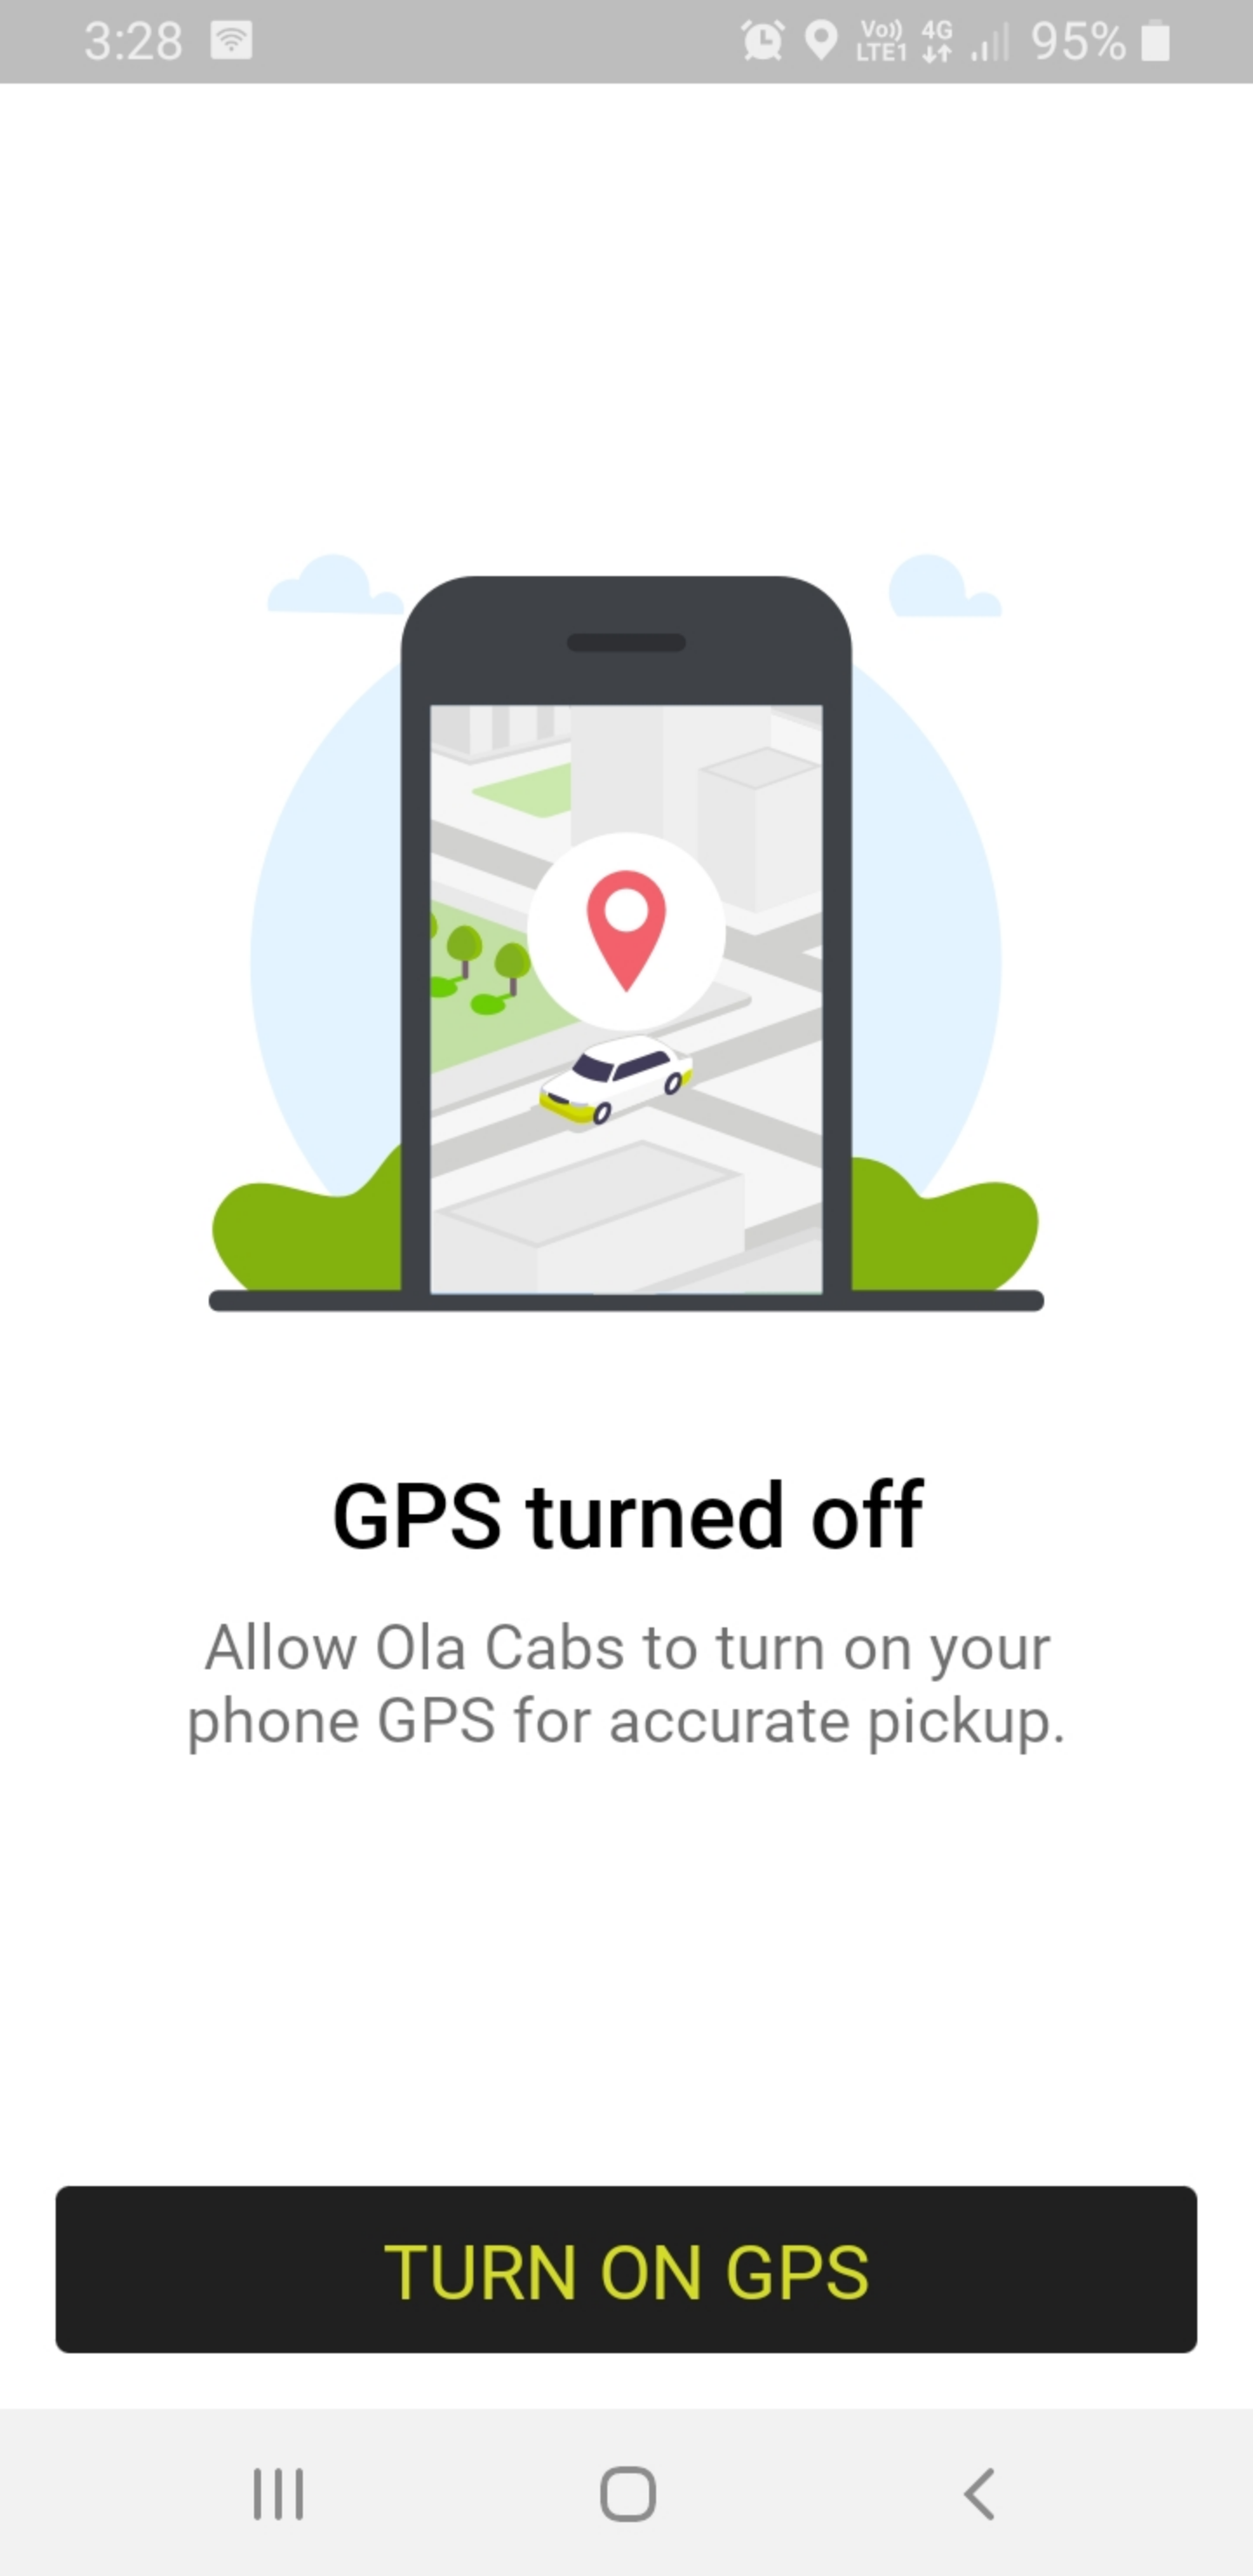 3:28 Vo)) LTE1 4G 95%
GPS turned off
Allow Ola Cabs to turn on your
phone GPS for accurate pickup.
TURN ON GPS